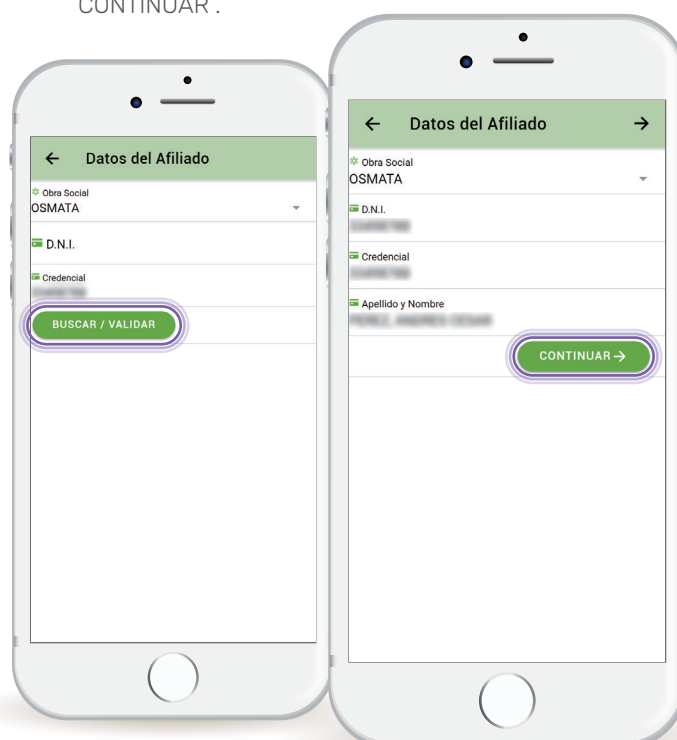 CONTINUAR .
Datos del Afiliado
Obra Social
OSMATA
D.N.I.
Credencial
BUSCAR / VALIDAR
Datos del Afiliado
Obra Social
OSMATA
D.N.I.
Credencial
Apellido y Nombre
CONTINUAR